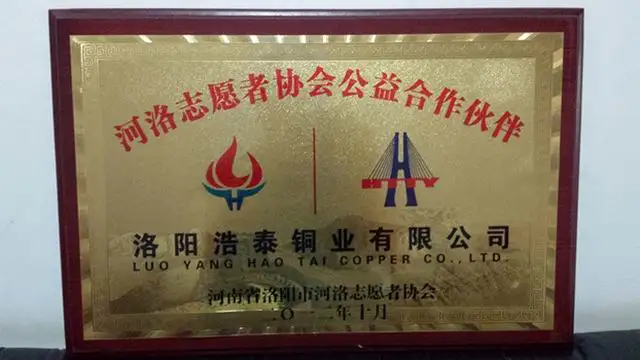 河洛志愿者协会公益合作伙伴
HTTY
洛阳浩泰铜业有限公司
LUO YANG HAO TAI COPPER CO., LTD.
河南省洛阳市河洛志愿者协会
二〇一二年十月